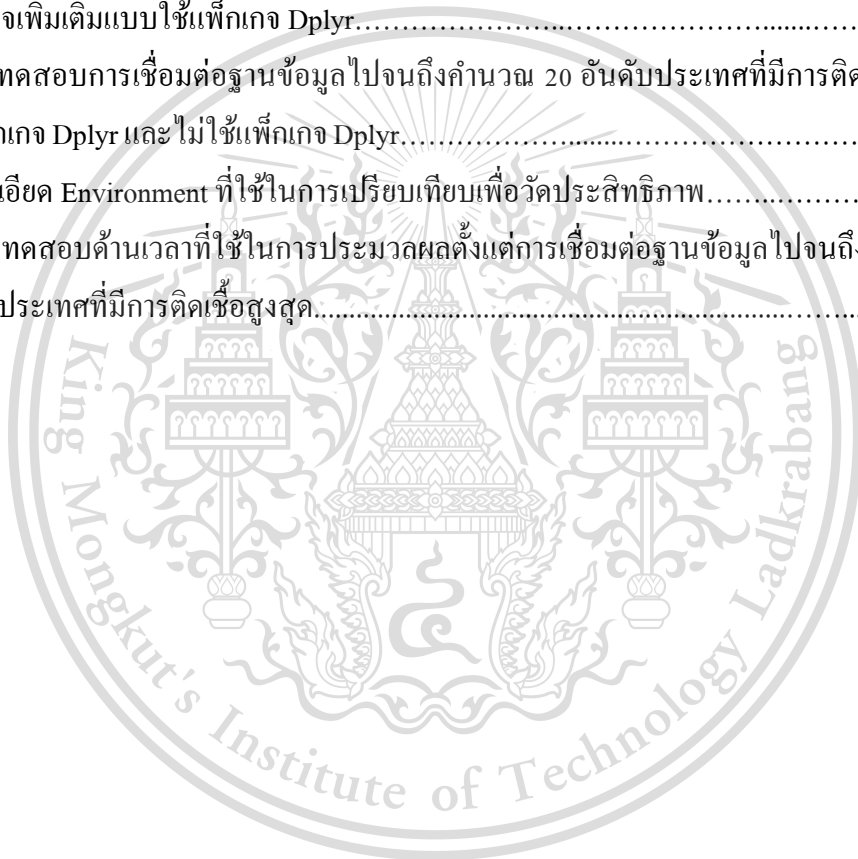 จเพิ่มเติมแบบใช้แพ็กเกจ Dplyr
ทดสอบการเชื่อมต่อฐานข้อมูลไปจนถึงคำนวณ 20 อันดับประเทศที่มีการติด
กเกจ Dplyr และไม่ใช้แพ็กเกจ Dplyr
เอียด Environment ที่ใช้ในการเปรียบเทียบเพื่อวัดประสิทธิภาพ
ทดสอบด้านเวลาที่ใช้ในการประมวลผลตั้งแต่การเชื่อมต่อฐานข้อมูลไปจนถึง
ประเทศที่มีการติดเชื้อสูงสุด
King Mongkut's Institute of Technology Ladkrabang